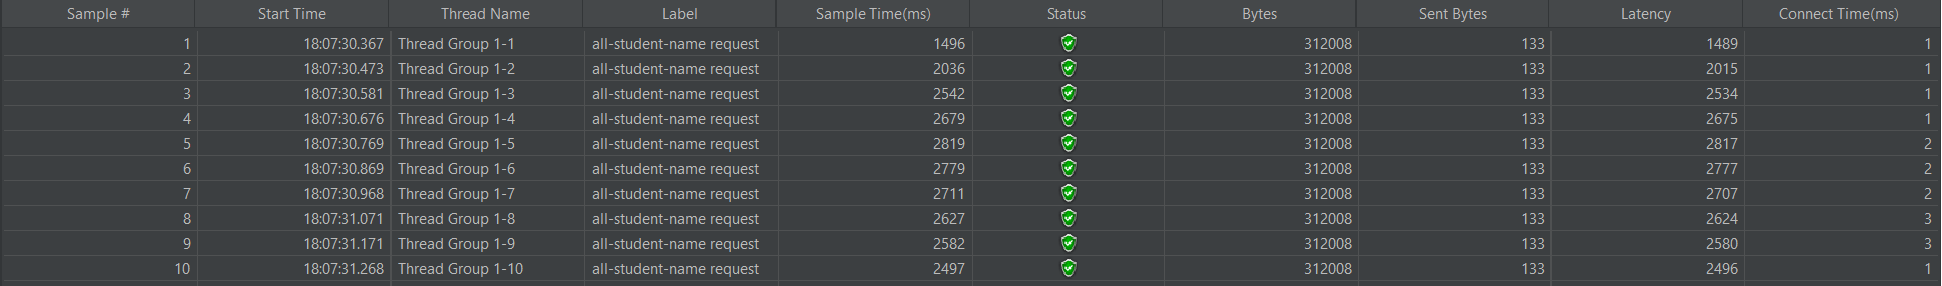 Sample # Start Time Thread Name Label Sample Time(ms) Status Bytes Sent Bytes Latency Connect Time(ms)
1 18:07:30.367 Thread Group 1-1 all-student-name request 1496 312008 133 1489 1
2 18:07:30.473 Thread Group 1-2 all-student-name request 2036 312008 133 2015 1
3 18:07:30.581 Thread Group 1-3 all-student-name request 2542 312008 133 2534 1
4 18:07:30.676 Thread Group 1-4 all-student-name request 2679 312008 133 2675 1
5 18:07:30.769 Thread Group 1-5 all-student-name request 2819 312008 133 2817 2
6 18:07:30.869 Thread Group 1-6 all-student-name request 2779 312008 133 2777 2
7 18:07:30.968 Thread Group 1-7 all-student-name request 2711 312008 133 2707 2
8 18:07:31.071 Thread Group 1-8 all-student-name request 2627 312008 133 2624 3
9 18:07:31.171 Thread Group 1-9 all-student-name request 2582 312008 133 2580 3
10 18:07:31.268 Thread Group 1-10 all-student-name request 2497 312008 133 2496 1